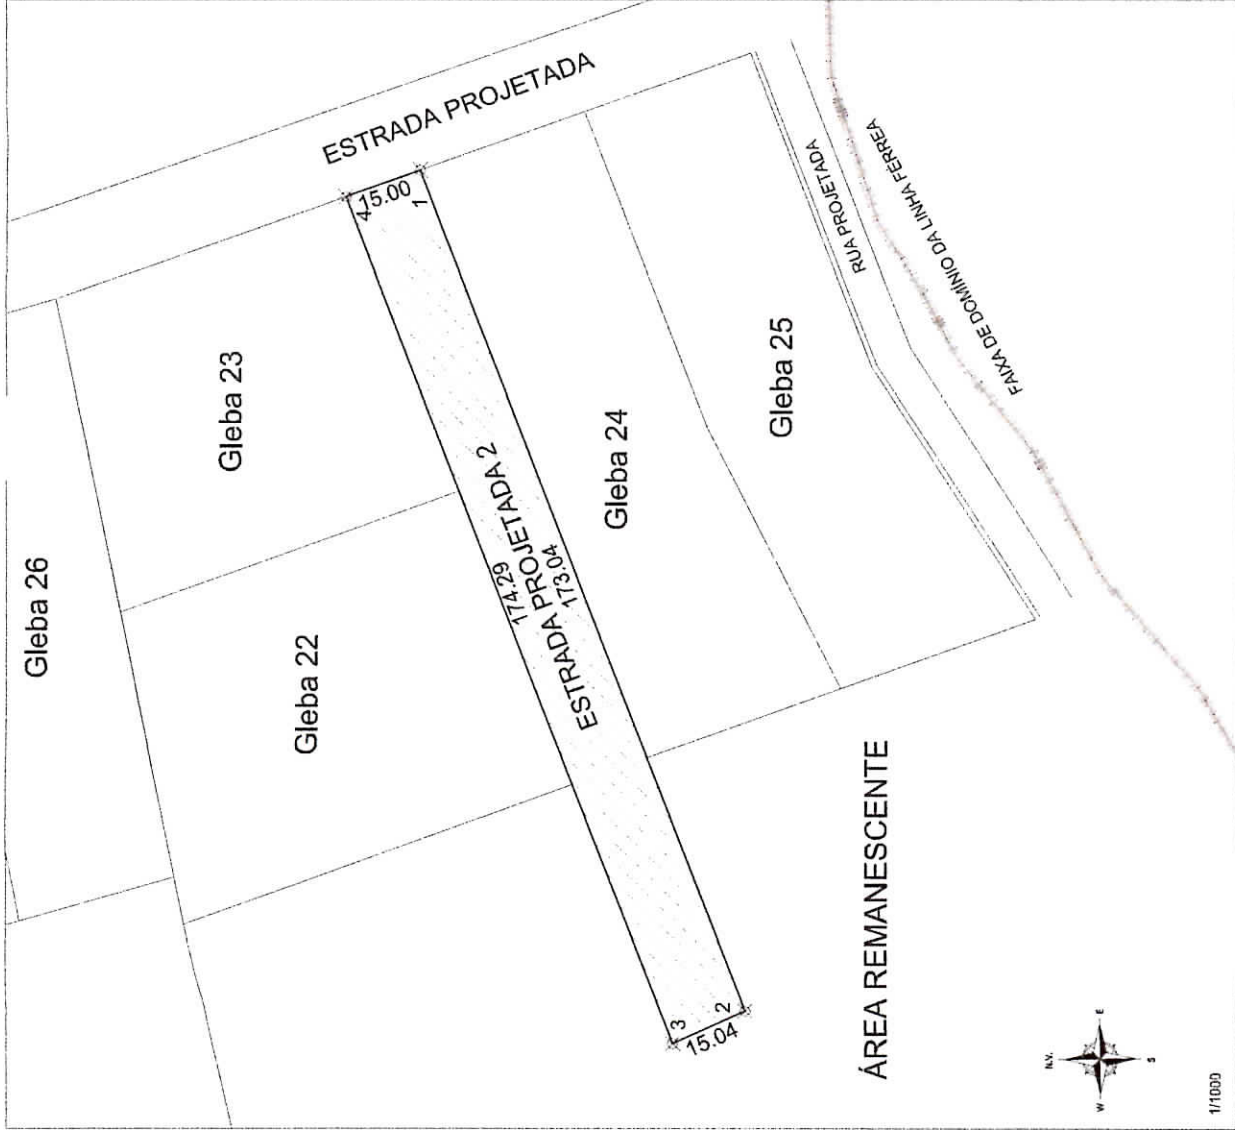 ESTRADA PROJETADA
Gleba 26
Gleba 23
15.00
4
1
Gleba 22
174.29
ESTRADA PROJETADA 2
173.04
Gleba 24
Gleba 25
RUA PROJETADA
FAIXA DE DOMÍNIO DA LINHA FÉRREA
3
2
15.04
ÁREA REMANESCENTE
N.V.
W
E
S
1/1000